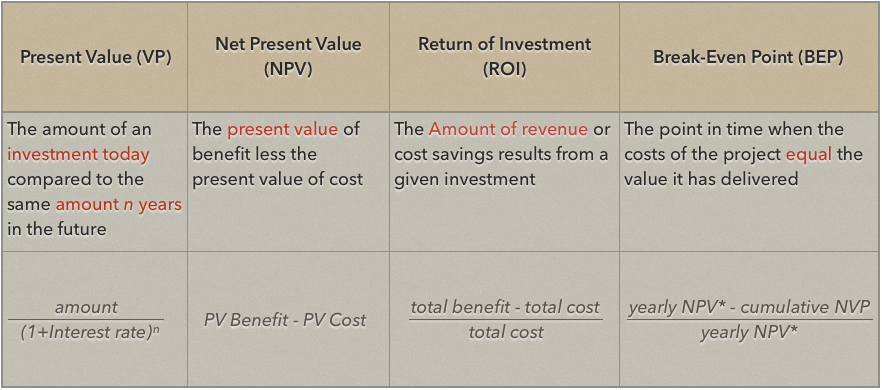 Present Value (VP)
Net Present Value
(NPV)
Return of Investment
(ROI)
Break-Even Point (BEP)
The amount of an
investment today
compared to the
same amount n years
in the future
The present value of
benefit less the
present value of cost
The Amount of revenue or
cost savings results from a
given investment
The point in time when the
costs of the project equal the
value it has delivered
amount
(1+Interest rate)ⁿ
PV Benefit - PV Cost
total benefit - total cost
total cost
yearly NPV* - cumulative NVP
yearly NPV*